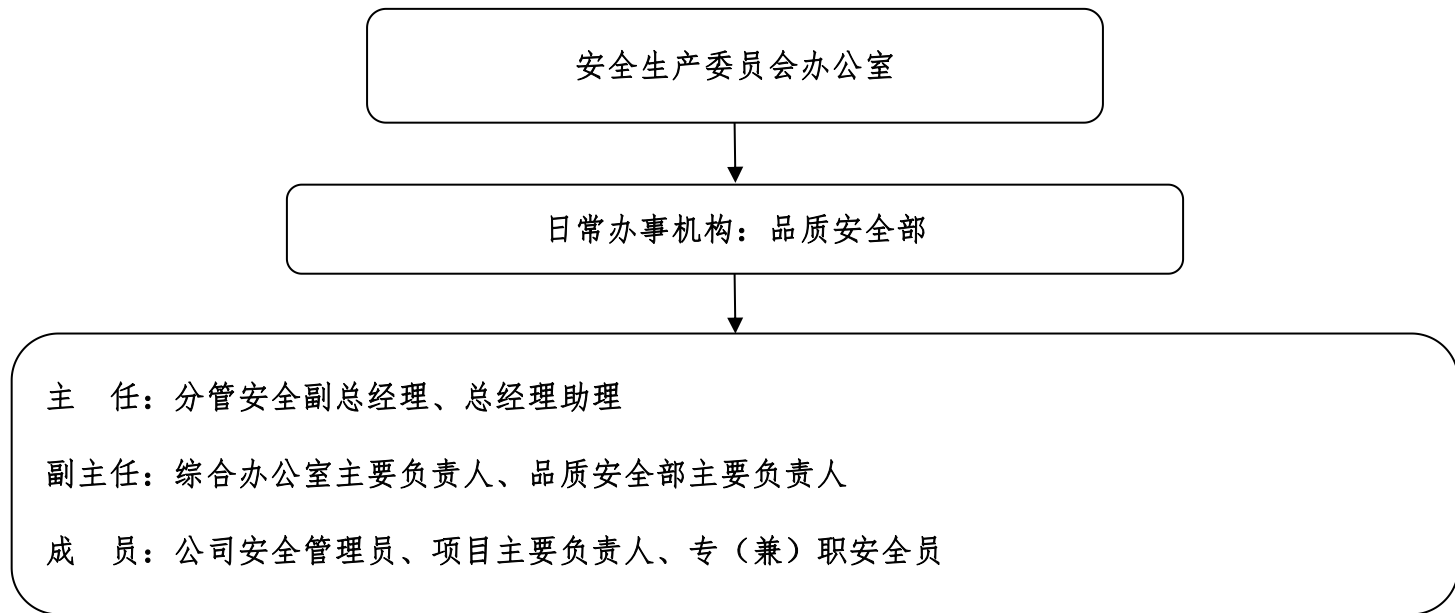 安全生产委员会办公室
日常办事机构：品质安全部
主　任：分管安全副总经理、总经理助理
副主任：综合办公室主要负责人、品质安全部主要负责人
成　员：公司安全管理员、项目主要负责人、专（兼）职安全员